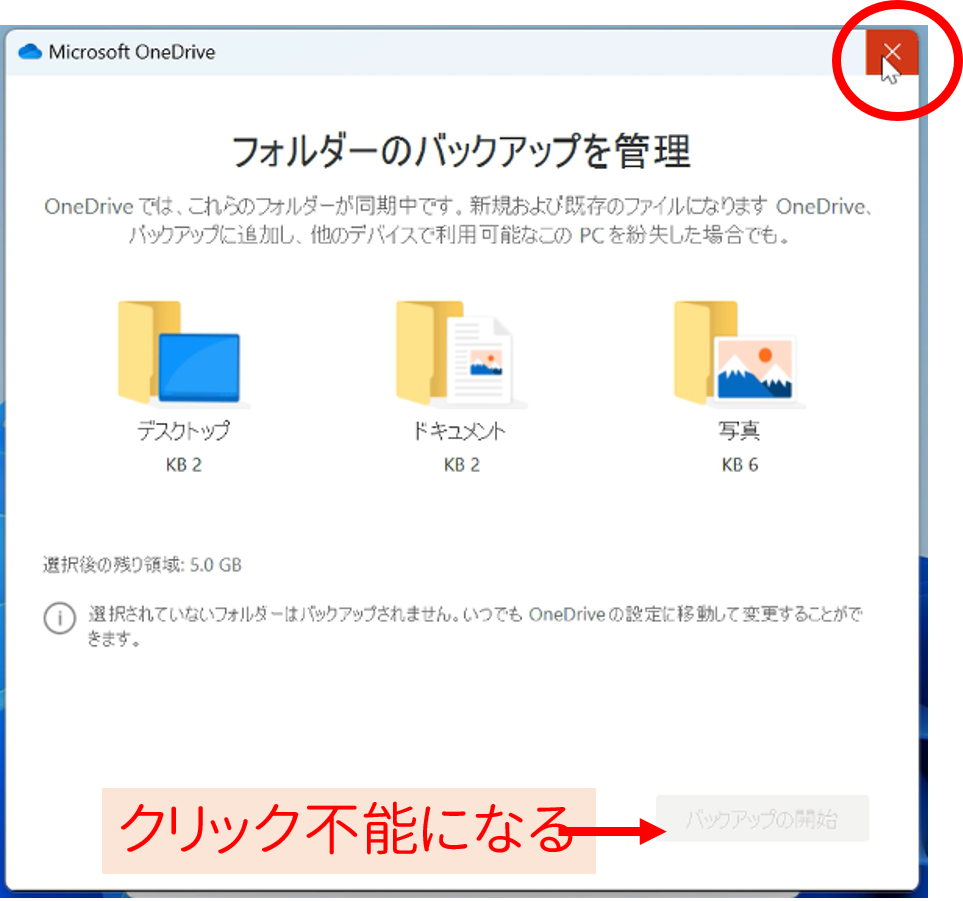 Microsoft OneDrive
フォルダーのバックアップを管理
OneDrive では、これらのフォルダーが同期中です。新規および既存のファイルになります OneDrive、
バックアップに追加し、他のデバイスで利用可能なこの PC を紛失した場合でも。
デスクトップ
ドキュメント
写真
KB 2
KB 2
KB 6
選択後の残り領域: 5.0 GB
選択されていないフォルダーはバックアップされません。いつでも OneDrive の設定に移動して変更することがで
きます。
クリック不能になる
バックアップの開始